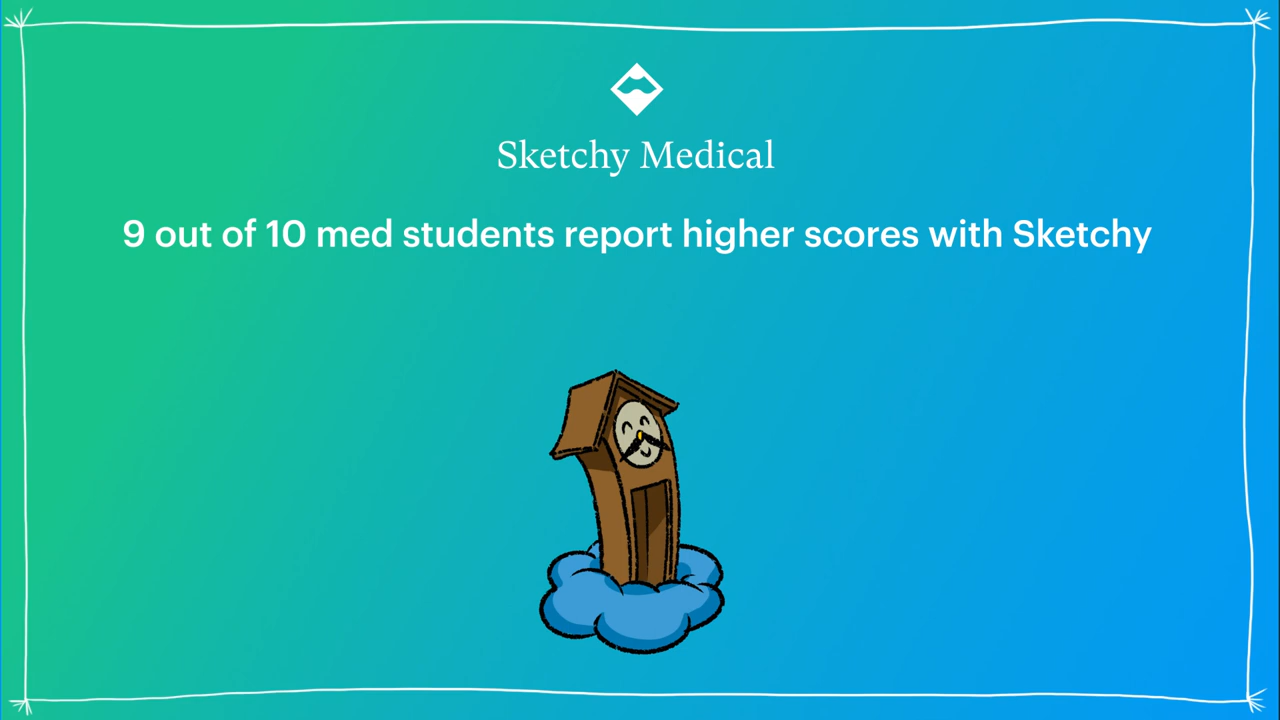 Sketchy Medical
9 out of 10 med students report higher scores with Sketchy